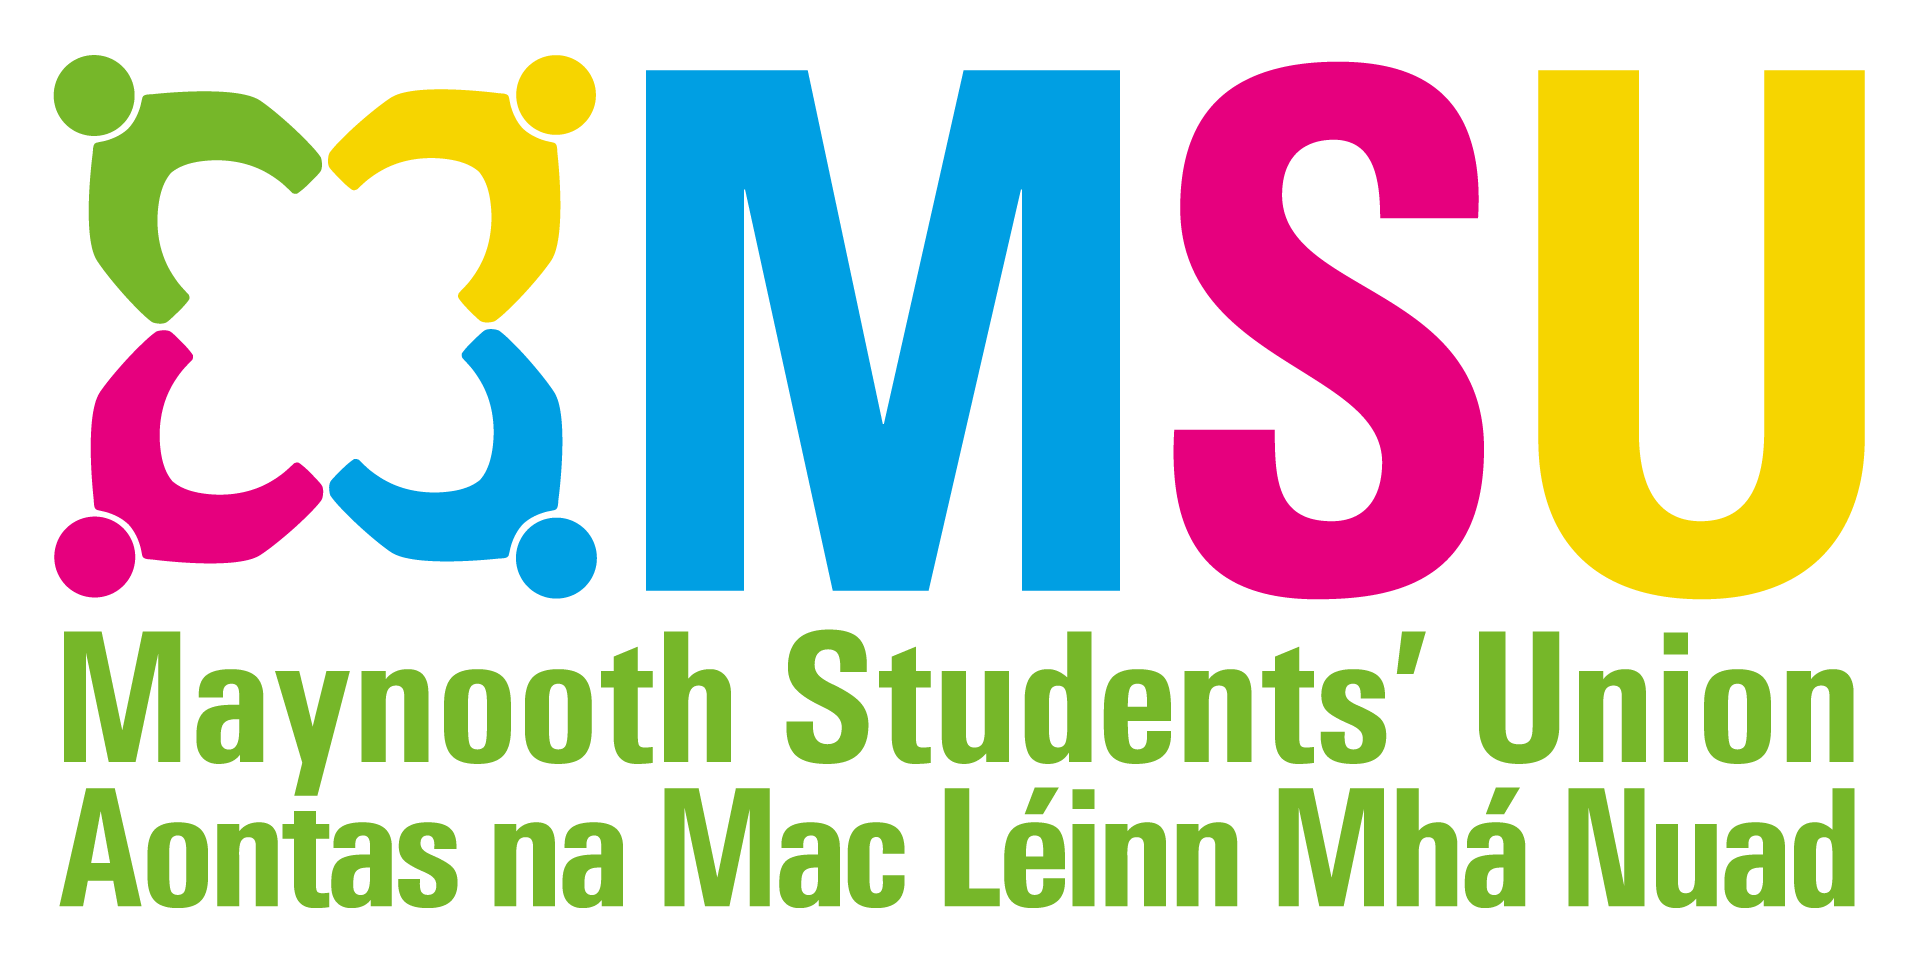 MSU
Maynooth Students’ Union
Aontas na Mac Léinn Mhá Nuad